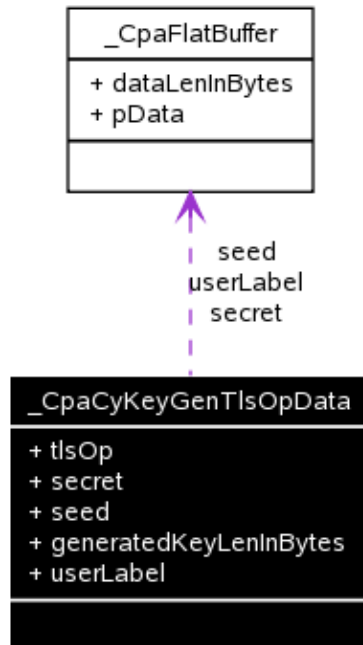 _CpaFlatBuffer
+ dataLenInBytes
+ pData
seed
userLabel
secret
_CpaCyKeyGenTlsOpData
+ tlsOp
+ secret
+ seed
+ generatedKeyLenInBytes
+ userLabel